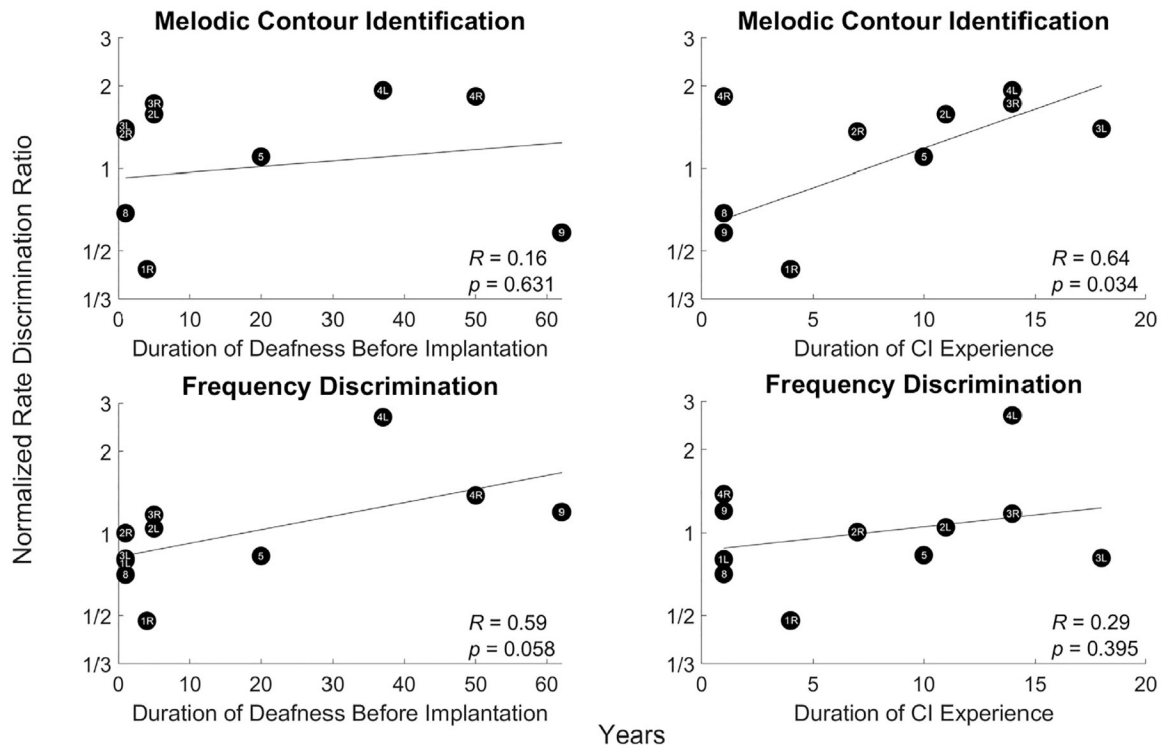 Melodic Contour Identification
3
2
1
1/2
1/3
3R
2L
3L
2R
8
1R
5
4L
4R
9
R = 0.16
p = 0.631
0 10 20 30 40 50 60
Duration of Deafness Before Implantation
Melodic Contour Identification
3
2
1
1/2
1/3
4R
8
9
1R
2R
5
2L
4L
3R
3L
R = 0.64
p = 0.034
0 5 10 15 20
Duration of CI Experience
Normalized Rate Discrimination Ratio
Frequency Discrimination
3
2
1
1/2
1/3
3R
2L
2R
3L
1L
8
1R
5
4L
4R
9
R = 0.59
p = 0.058
0 10 20 30 40 50 60
Duration of Deafness Before Implantation
Frequency Discrimination
3
2
1
1/2
1/3
4R
9
1L
8
1R
2R
5
2L
4L
3R
3L
R = 0.29
p = 0.395
0 5 10 15 20
Duration of CI Experience
Years